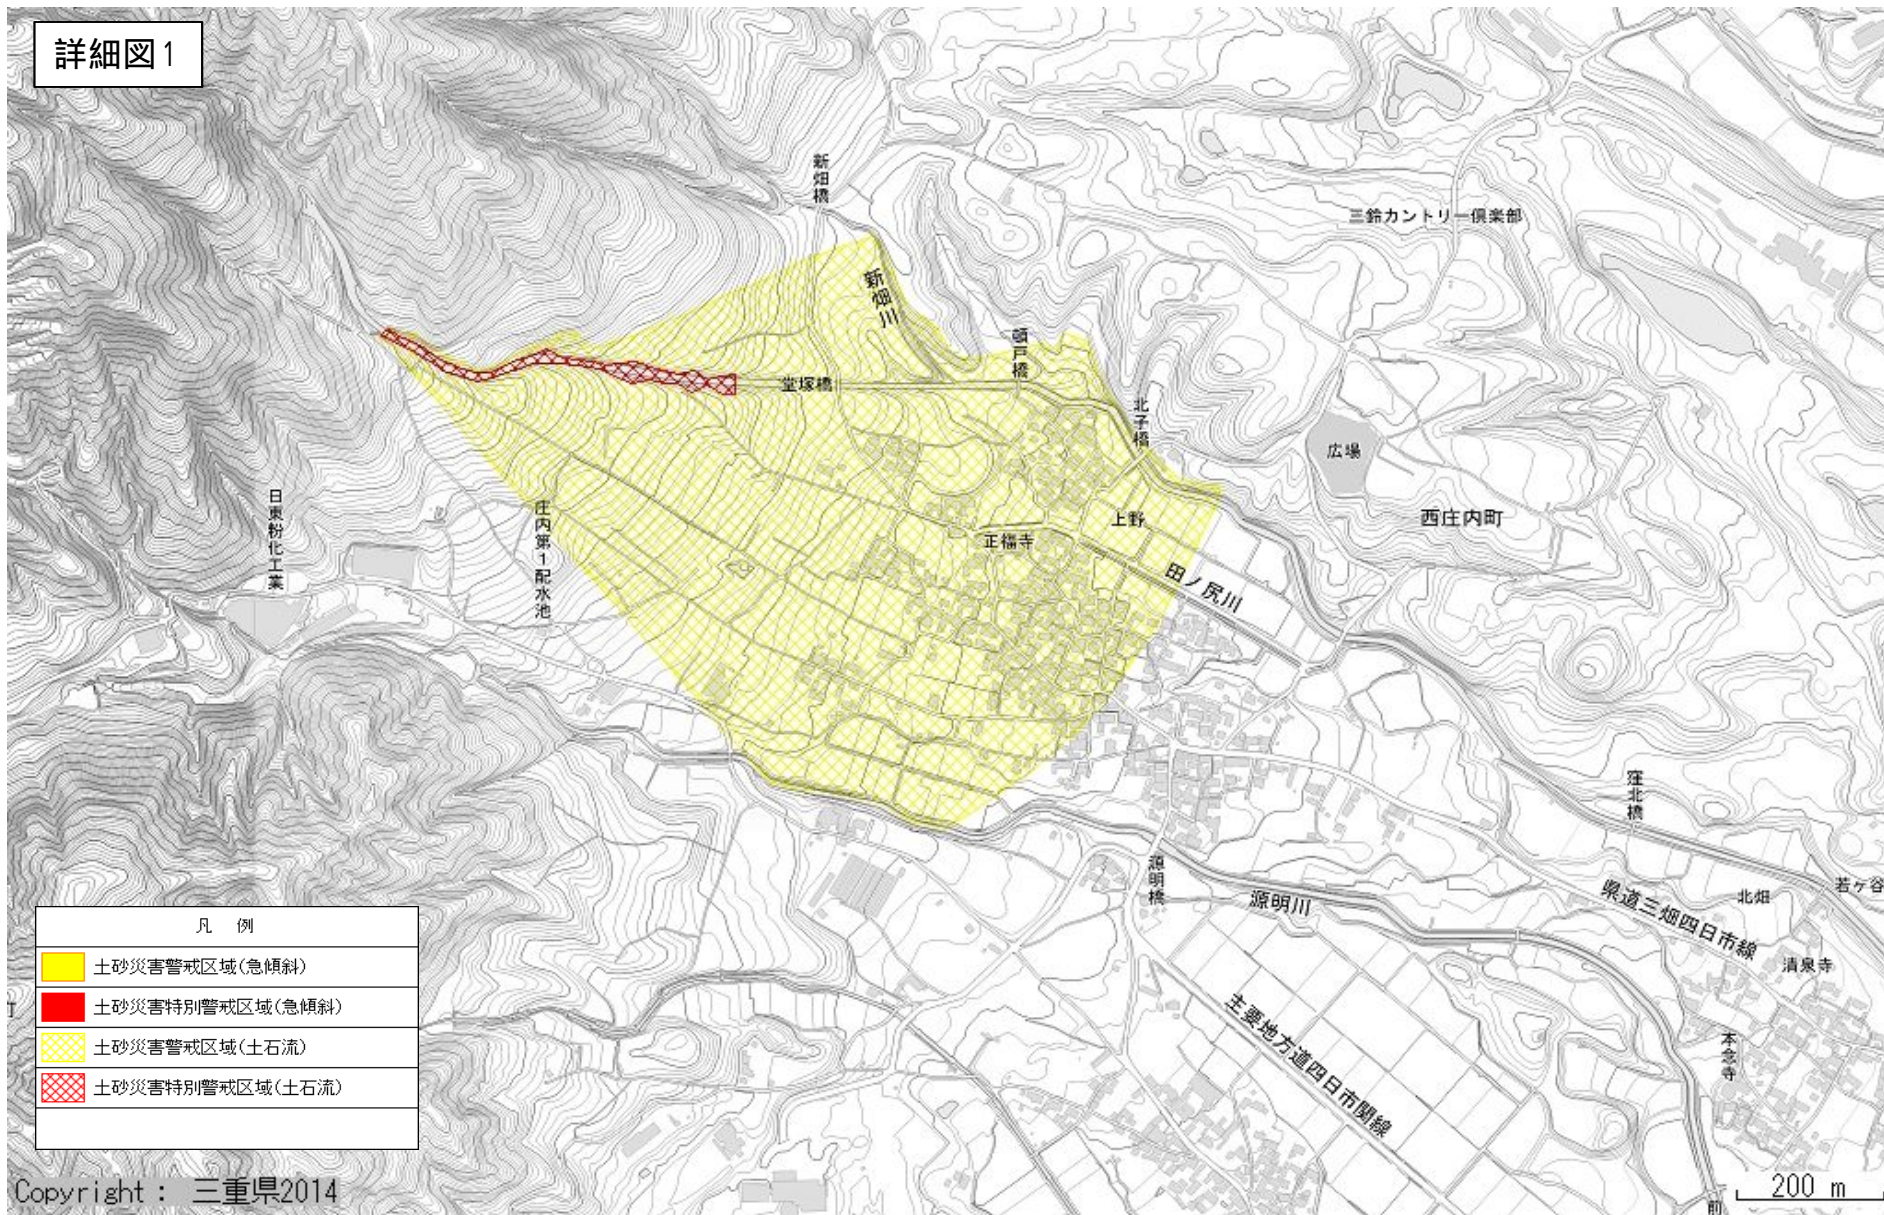 詳細図1
新畑橋
三鈴カントリー倶楽部
新畑川
頓戸橋
堂塚橋
北子橋
広場
日東粉化工業
庄内第1配水池
上野
西庄内町
正福寺
田ノ尻川
窪北橋
源明橋
源明川
県道三畑四日市線
北畑
若ケ谷
清泉寺
主要地方道四日市関線
本念寺
凡 例
土砂災害警戒区域(急傾斜)
土砂災害特別警戒区域(急傾斜)
土砂災害警戒区域(土石流)
土砂災害特別警戒区域(土石流)
町
Copyright : 三重県2014
200 m
前